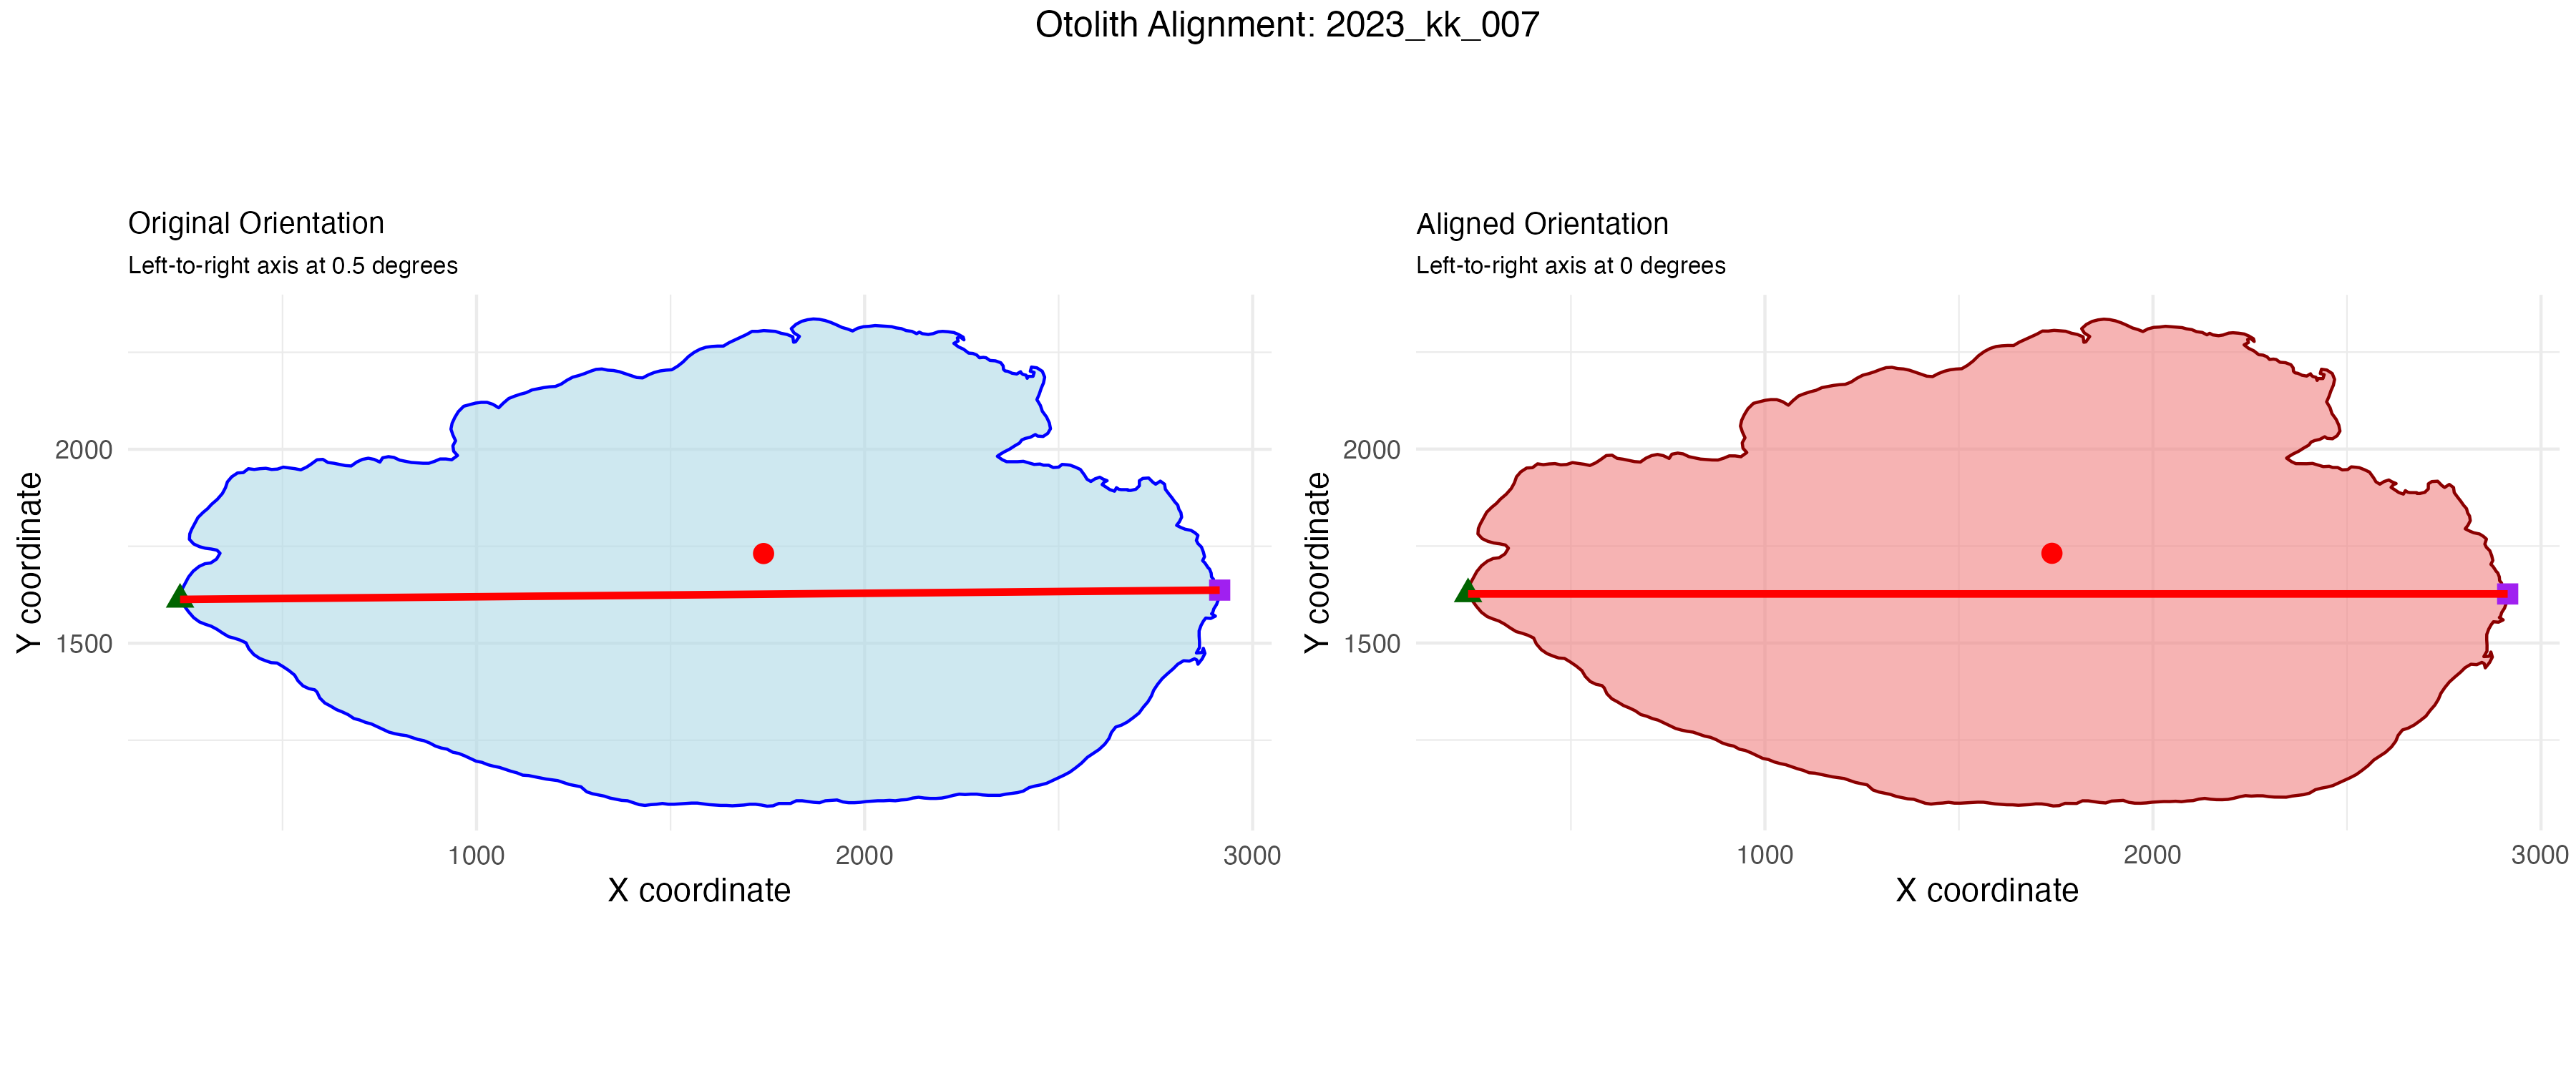 Otolith Alignment: 2023_kk_007
Original Orientation
Left-to-right axis at 0.5 degrees
Y coordinate
2000
1500
1000
2000
3000
X coordinate
Aligned Orientation
Left-to-right axis at 0 degrees
Y coordinate
2000
1500
1000
2000
3000
X coordinate